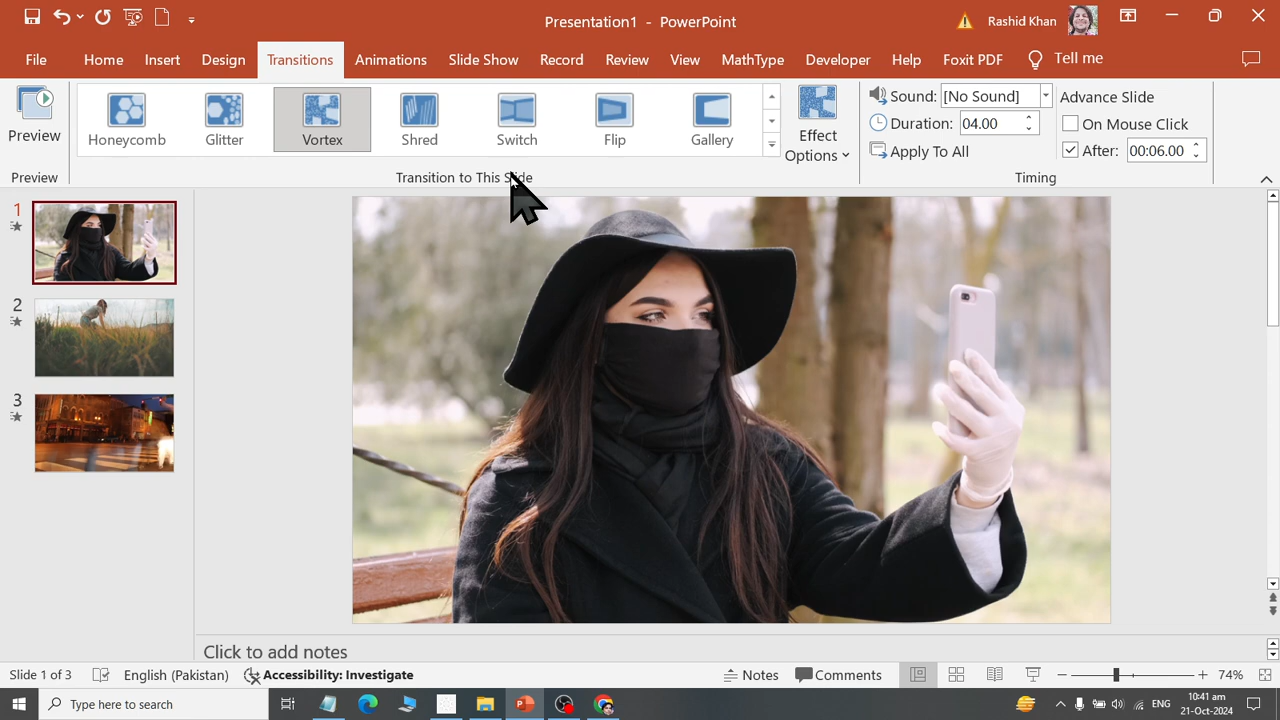 Presentation1 - PowerPoint
Rashid Khan
File Home Insert Design Transitions Animations Slide Show Record Review View MathType Developer Help Foxit PDF Tell me
Preview
Honeycomb Glitter Vortex Shred Switch Flip Gallery
Effect
Options
Sound: [No Sound]
Duration: 04.00
Apply To All
Advance Slide
On Mouse Click
After: 00:06.00
Preview Transition to This Slide Timing
1
2
3
Click to add notes
Slide 1 of 3 English (Pakistan) Accessibility: Investigate Notes Comments 74%
Type here to search
ENG
10:41 am
21-Oct-2024